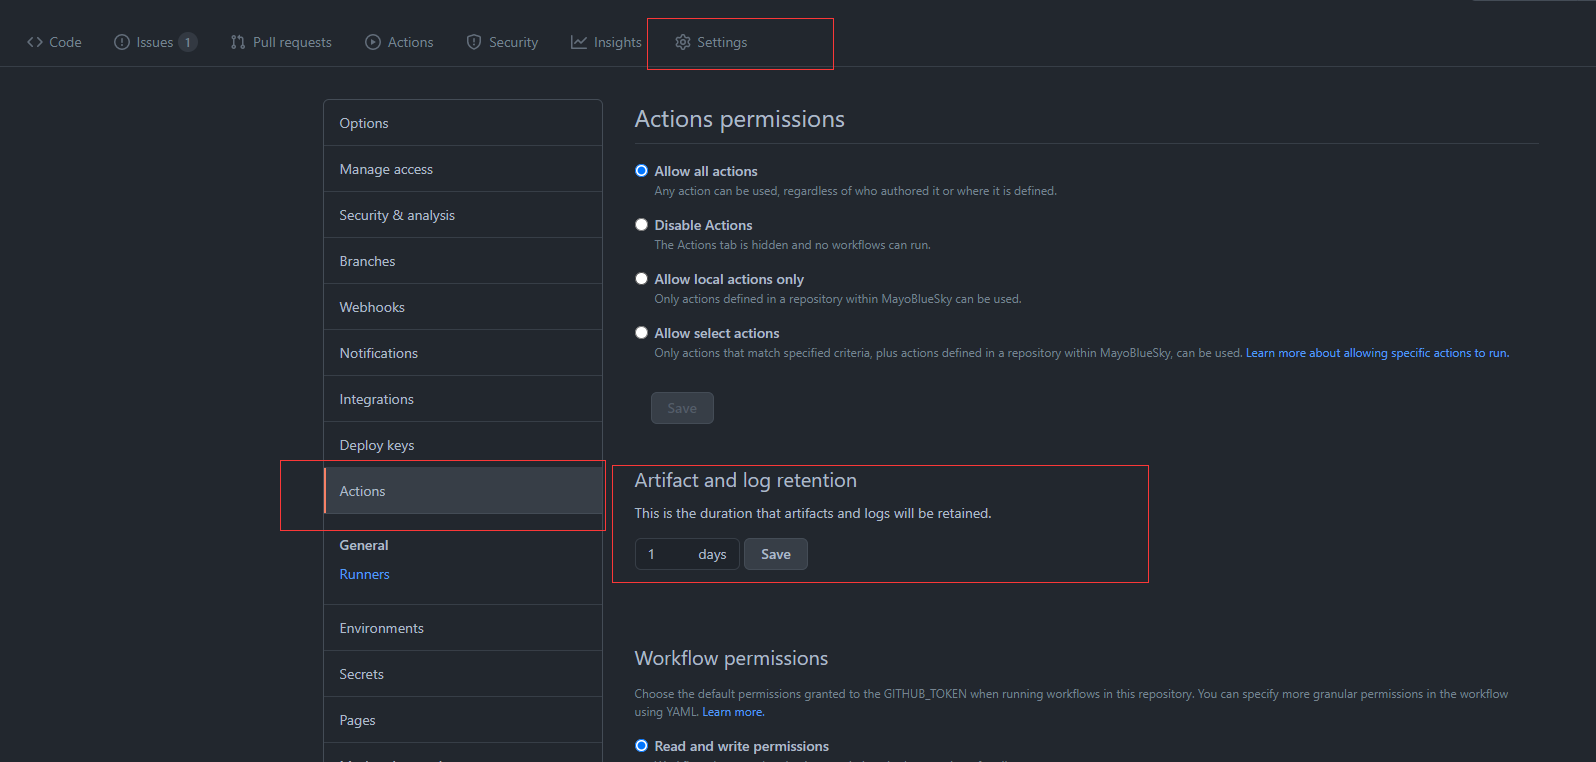 Code Issues 1 Pull requests Actions Security Insights Settings
Options
Manage access
Security & analysis
Branches
Webhooks
Notifications
Integrations
Deploy keys
Actions
General
Runners
Environments
Secrets
Pages
Actions permissions
Allow all actions
Any action can be used, regardless of who authored it or where it is defined.
Disable Actions
The Actions tab is hidden and no workflows can run.
Allow local actions only
Only actions defined in a repository within MayoBlueSky can be used.
Allow select actions
Only actions that match specified criteria, plus actions defined in a repository within MayoBlueSky, can be used. Learn more about allowing specific actions to run.
Save
Artifact and log retention
This is the duration that artifacts and logs will be retained.
1 days Save
Workflow permissions
Choose the default permissions granted to the GITHUB_TOKEN when running workflows in this repository. You can specify more granular permissions in the workflow
using YAML. Learn more.
Read and write permissions